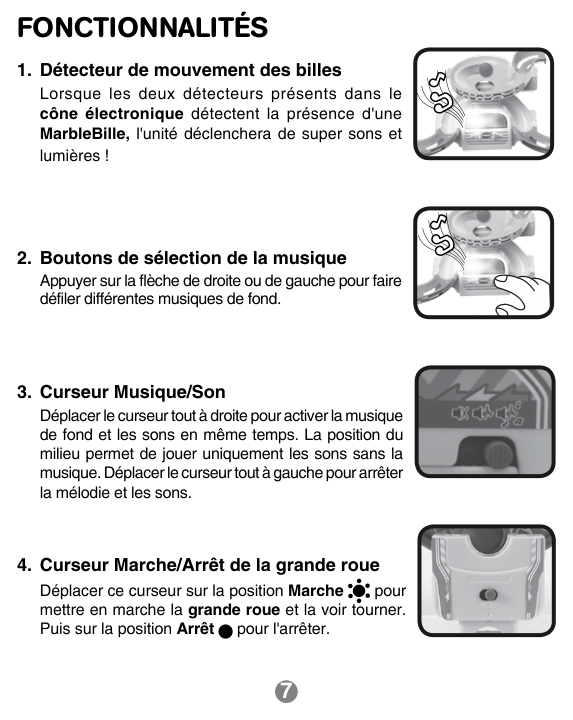 FONCTIONNALITÉS
1. Détecteur de mouvement des billes
Lorsque les deux détecteurs présents dans le
cône électronique détectent la présence d'une
MarbleBille, l'unité déclenchera de super sons et
lumières !
2. Boutons de sélection de la musique
Appuyer sur la flèche de droite ou de gauche pour faire
défiler différentes musiques de fond.
3. Curseur Musique/Son
Déplacer le curseur tout à droite pour activer la musique
de fond et les sons en même temps. La position du
milieu permet de jouer uniquement les sons sans la
musique. Déplacer le curseur tout à gauche pour arrêter
la mélodie et les sons.
4. Curseur Marche/Arrêt de la grande roue
Déplacer ce curseur sur la position Marche pour
mettre en marche la grande roue et la voir tourner.
Puis sur la position Arrêt pour l'arrêter.
7